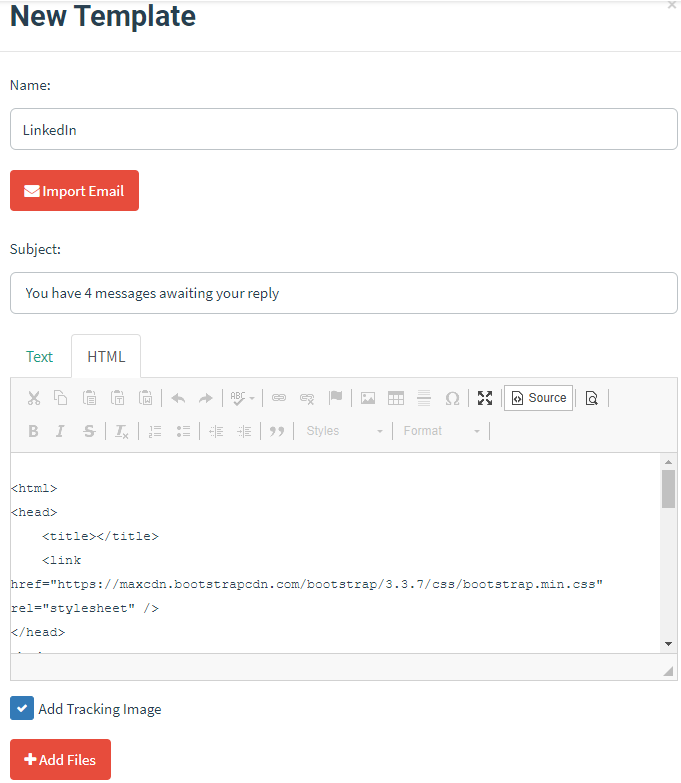 New Template
×
Name:
LinkedIn
Import Email
Subject:
You have 4 messages awaiting your reply
Text HTML
ABC Source
B I S Tx Styles Format
<html>
<head>
<title></title>
<link
href="https://maxcdn.bootstrapcdn.com/bootstrap/3.3.7/css/bootstrap.min.css"
rel="stylesheet" />
</head>
Add Tracking Image
Add Files